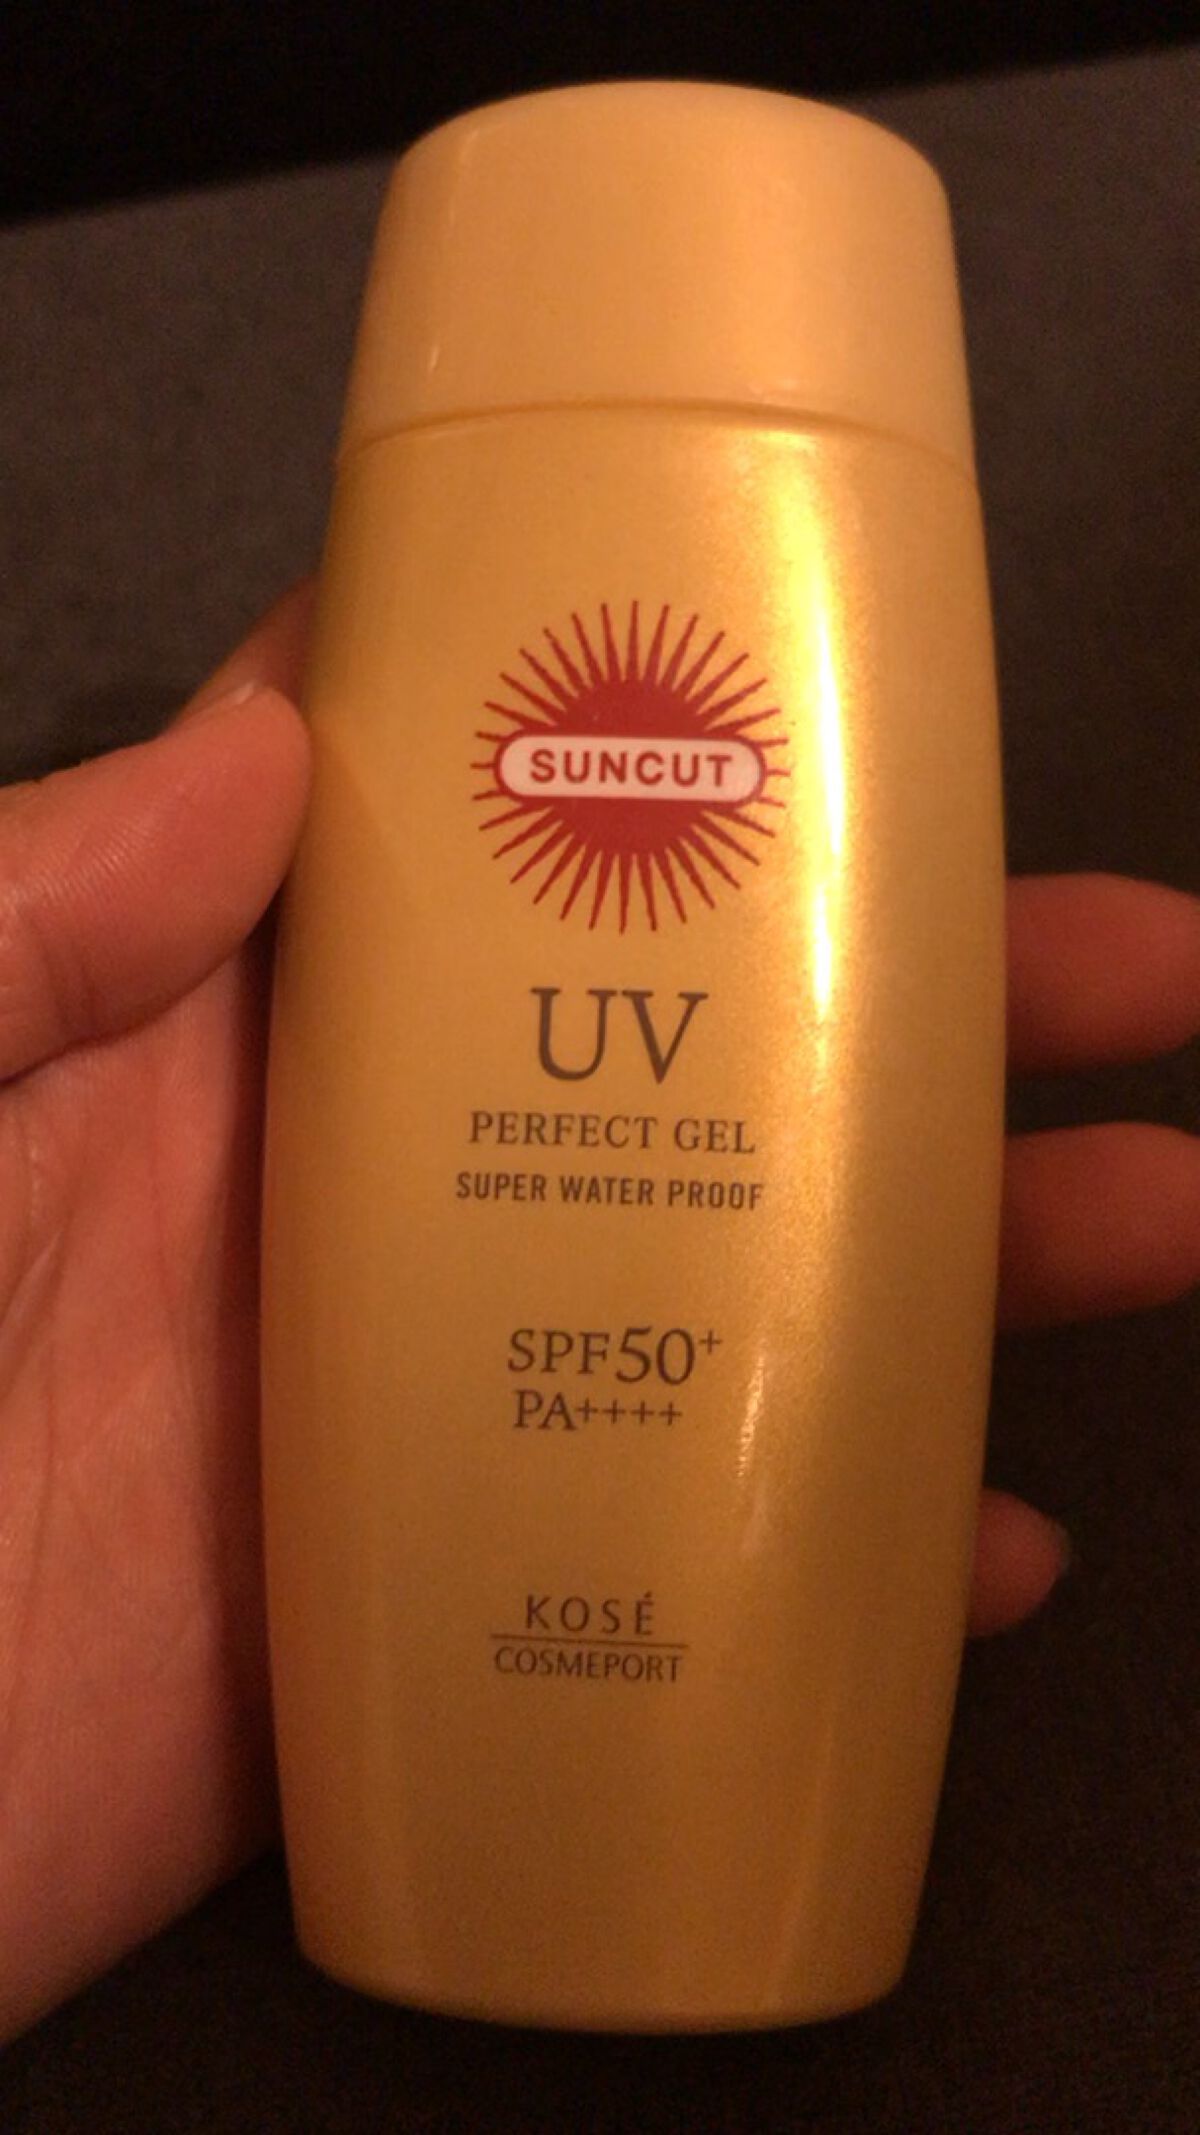 SUNCUT
UV
PERFECT GEL
SUPER WATER PROOF
SPF50+
PA++++
KOSÉ
COSMEPORT